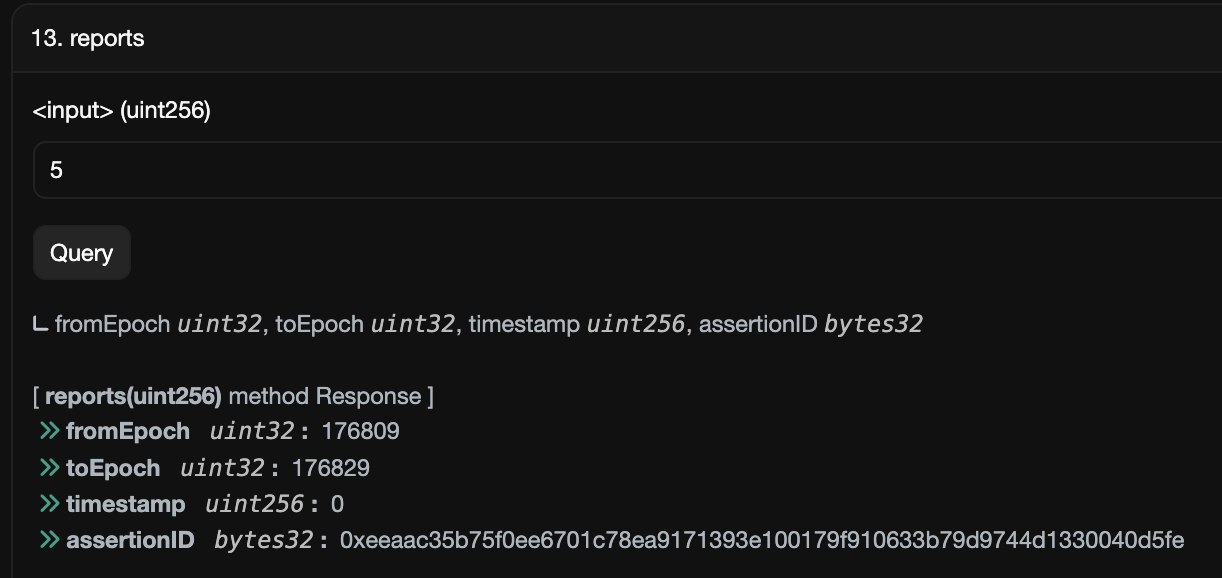 13. reports
<input> (uint256)
5
Query
fromEpoch uint32, toEpoch uint32, timestamp uint256, assertionID bytes32
[ reports(uint256) method Response ]
fromEpoch uint32 : 176809
toEpoch uint32 : 176829
timestamp uint256 : 0
assertionID bytes32 : 0xeeaac35b75f0ee6701c78ea9171393e100179f910633b79d9744d1330040d5fe